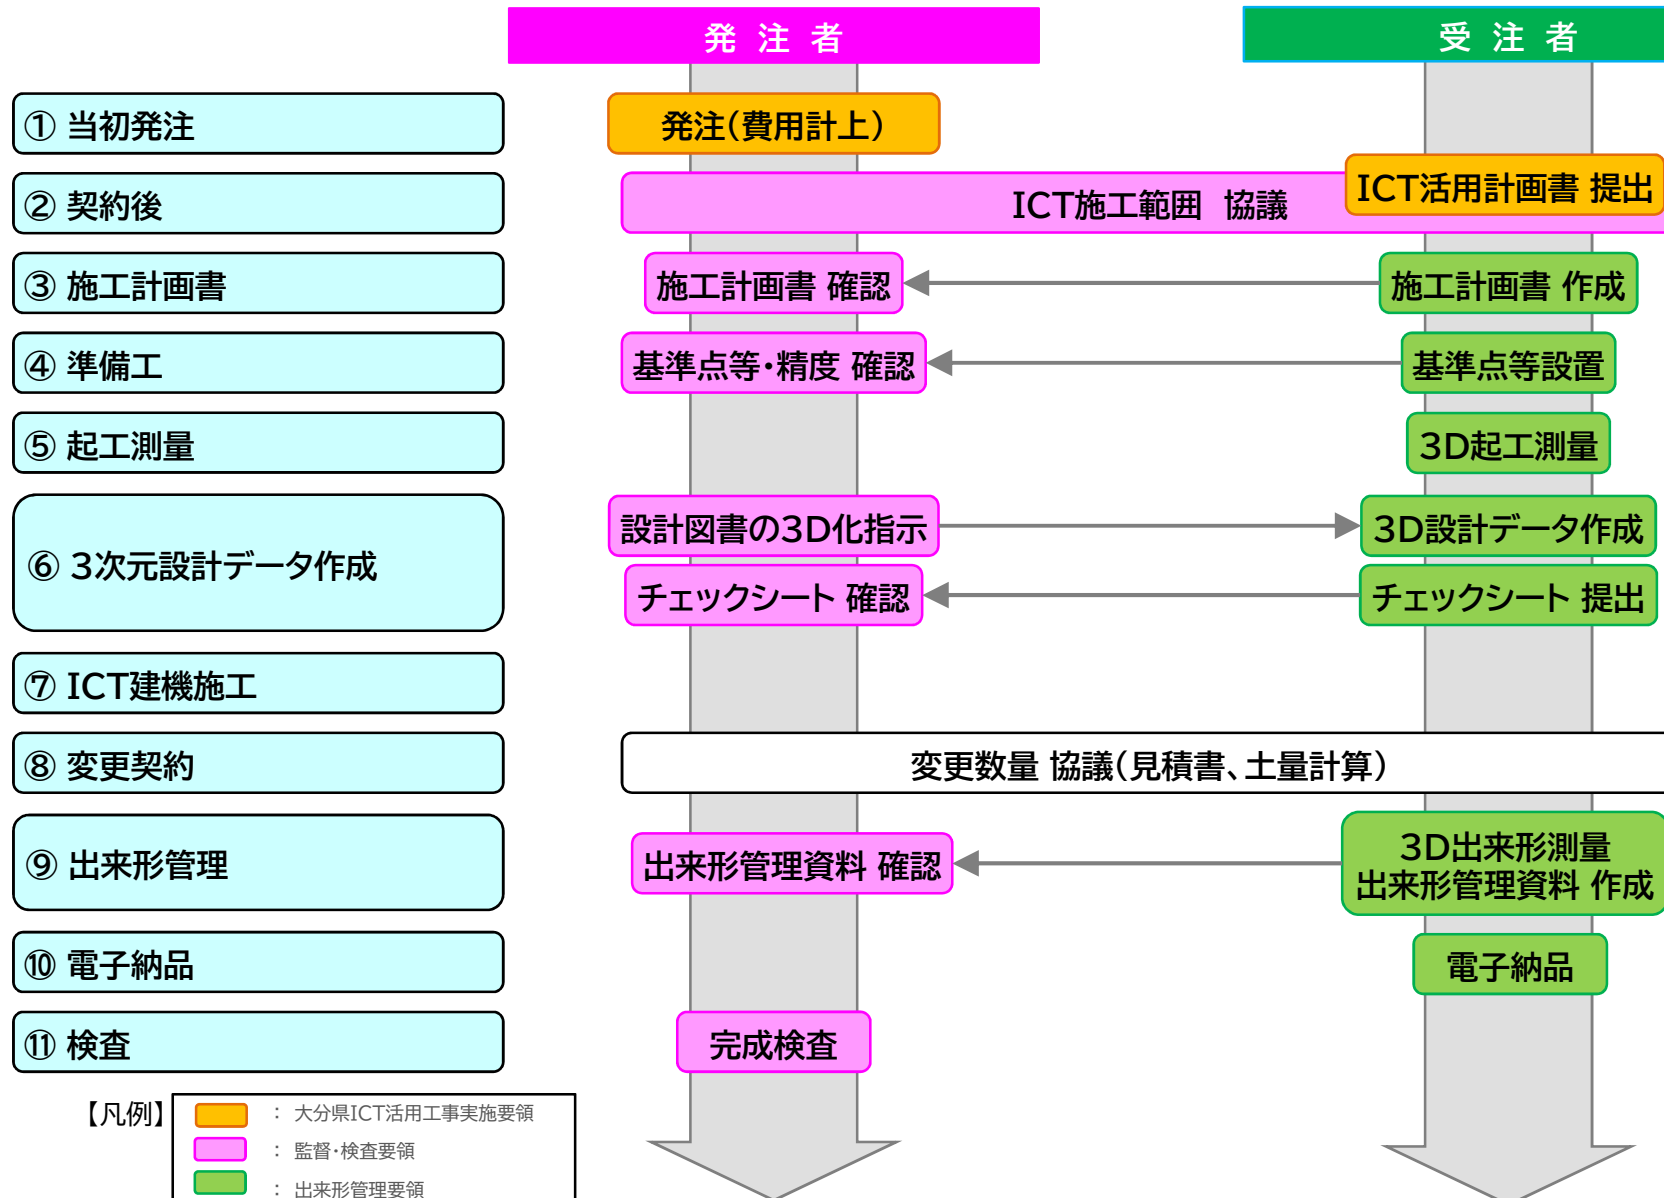 発注者
受注者
① 当初発注
発注(費用計上)
② 契約後
ICT施工範囲 協議
ICT活用計画書 提出
③ 施工計画書
施工計画書 確認
施工計画書 作成
④ 準備工
基準点等・精度 確認
基準点等設置
⑤ 起工測量
3D起工測量
⑥ 3次元設計データ作成
設計図書の3D化指示
3D設計データ作成
チェックシート 確認
チェックシート 提出
⑦ ICT建機施工
⑧ 変更契約
変更数量 協議(見積書、土量計算)
⑨ 出来形管理
出来形管理資料 確認
3D出来形測量
出来形管理資料 作成
⑩ 電子納品
電子納品
⑪ 検査
完成検査
【凡例】
： 大分県ICT活用工事実施要領
： 監督・検査要領
： 出来形管理要領